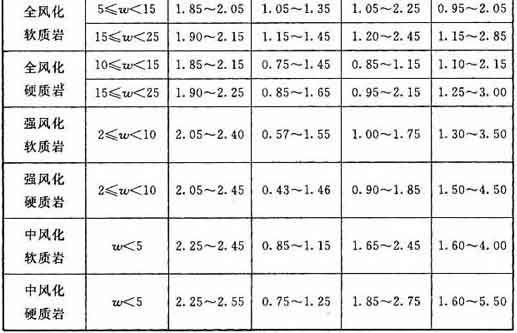 全风化 5≤w<15 1.85~2.05 1.05~1.35 1.05~2.25 0.95~2.05
软质岩 15≤w<25 1.90~2.15 1.15~1.45 1.20~2.45 1.15~2.85
全风化 10≤w<15 1.85~2.15 0.75~1.45 0.85~1.15 1.10~2.15
硬质岩 15≤w<25 1.90~2.25 0.85~1.65 0.95~2.15 1.25~3.00
强风化
软质岩 2≤w<10 2.05~2.40 0.57~1.55 1.00~1.75 1.30~3.50
强风化
硬质岩 2≤w<10 2.05~2.45 0.43~1.46 0.90~1.85 1.50~4.50
中风化
软质岩 w<5 2.25~2.45 0.85~1.15 1.65~2.45 1.60~4.00
中风化
硬质岩 w<5 2.25~2.55 0.75~1.25 1.85~2.75 1.60~5.50